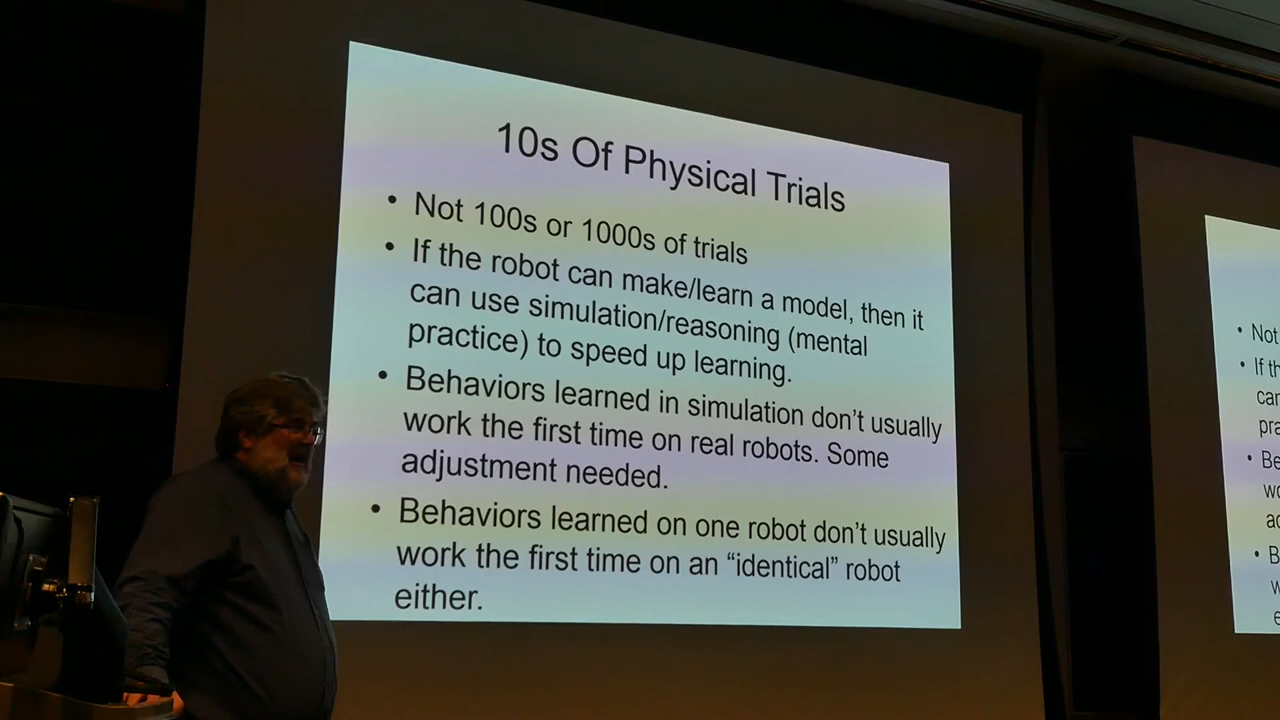 10s Of Physical Trials
• Not 100s or 1000s of trials
• If the robot can make/learn a model, then it
can use simulation/reasoning (mental
practice) to speed up learning.
• Behaviors learned in simulation don't usually
work the first time on real robots. Some
adjustment needed.
• Behaviors learned on one robot don't usually
work the first time on an “identical” robot
either.
• Not
• If th